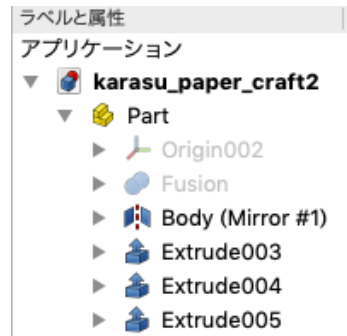 ラベルと属性
アプリケーション
karasu_paper_craft2
Part
Origin002
Fusion
Body (Mirror #1)
Extrude003
Extrude004
Extrude005